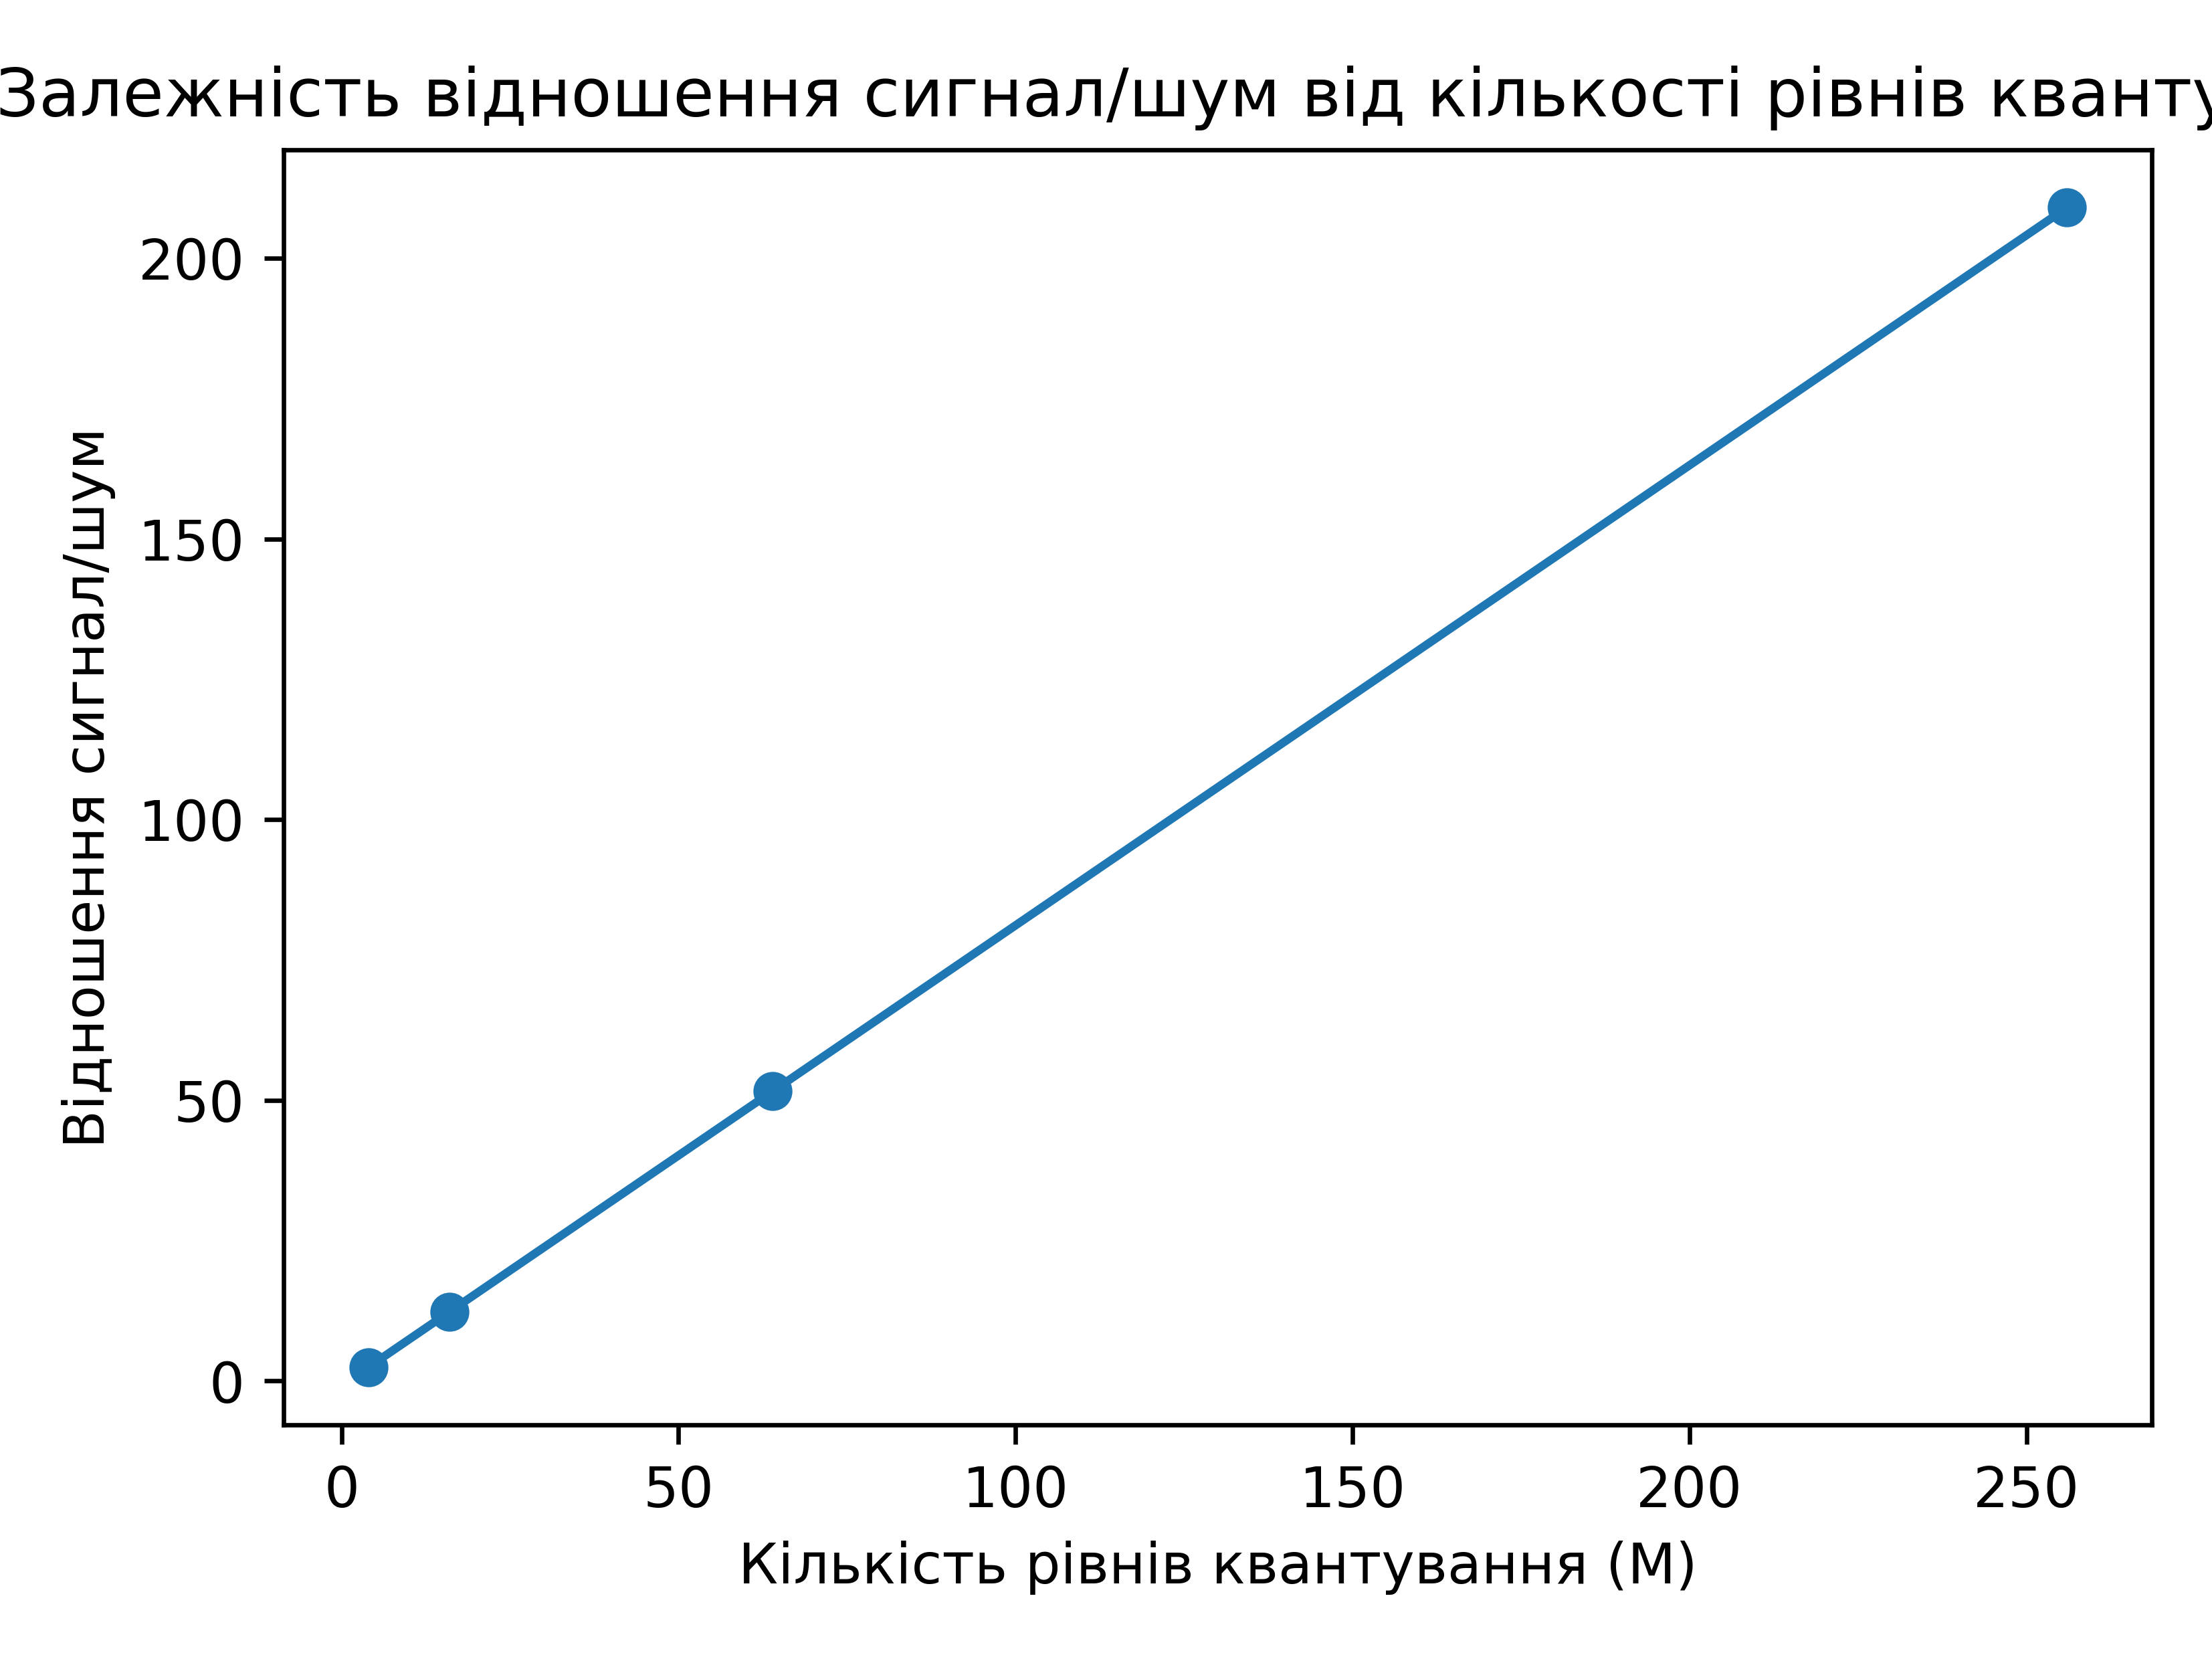 Залежність відношення сигнал/шум від кількості рівнів кванту
Відношення сигнал/шум
200
150
100
50
0
0 50 100 150 200 250
Кількість рівнів квантування (М)